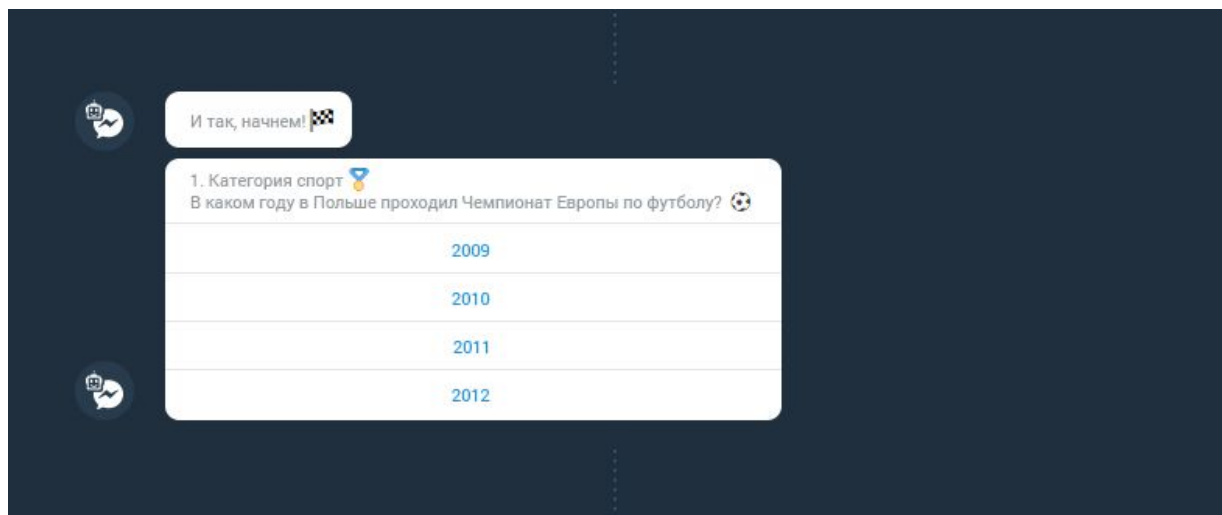 И так, начнем! 🏁
1. Категория спорт 🏅
В каком году в Польше проходил Чемпионат Европы по футболу? ⚽
2009
2010
2011
2012